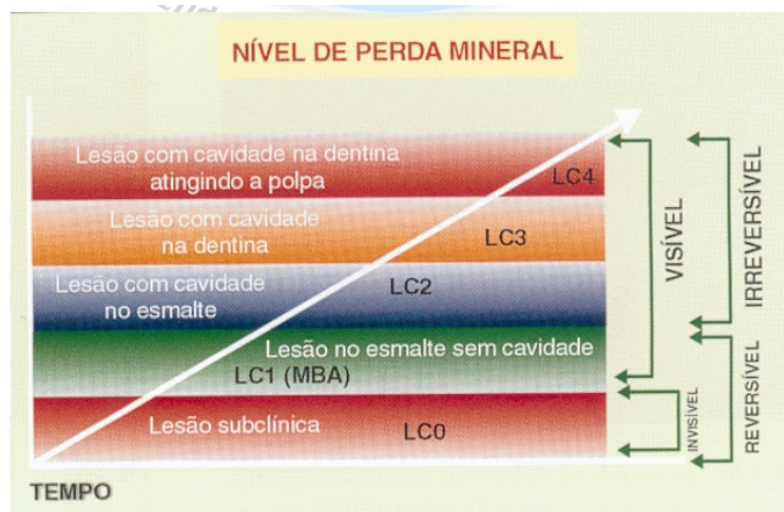 NÍVEL DE PERDA MINERAL
Lesão com cavidade na dentina
atingindo a polpa
LC4
Lesão com cavidade
na dentina
LC3
Lesão com cavidade
no esmalte
LC2
Lesão no esmalte sem cavidade
LC1 (MBA)
Lesão subclínica
LC0
VISÍVEL
INVISÍVEL
IRREVERSÍVEL
REVERSÍVEL
TEMPO